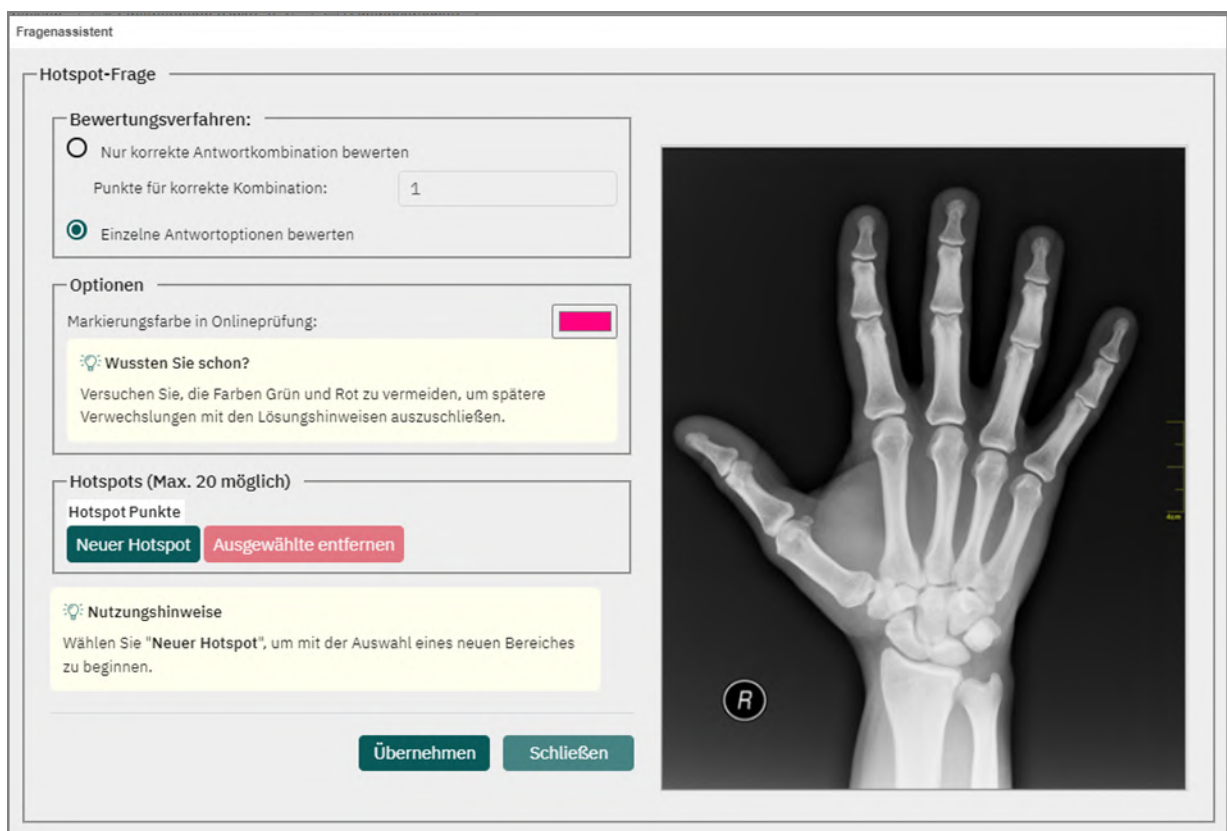 Fragenassistent
Hotspot-Frage
Bewertungsverfahren:
Nur korrekte Antwortkombination bewerten
Punkte für korrekte Kombination:
1
Einzelne Antwortoptionen bewerten
Optionen
Markierungsfarbe in Onlineprüfung:
Wussten Sie schon?
Versuchen Sie, die Farben Grün und Rot zu vermeiden, um spätere
Verwechslungen mit den Lösungshinweisen auszuschließen.
Hotspots (Max. 20 möglich)
Hotspot Punkte
Neuer Hotspot
Ausgewählte entfernen
Nutzungshinweise
Wählen Sie "Neuer Hotspot", um mit der Auswahl eines neuen Bereiches
zu beginnen.
Übernehmen
Schließen
4cm
R